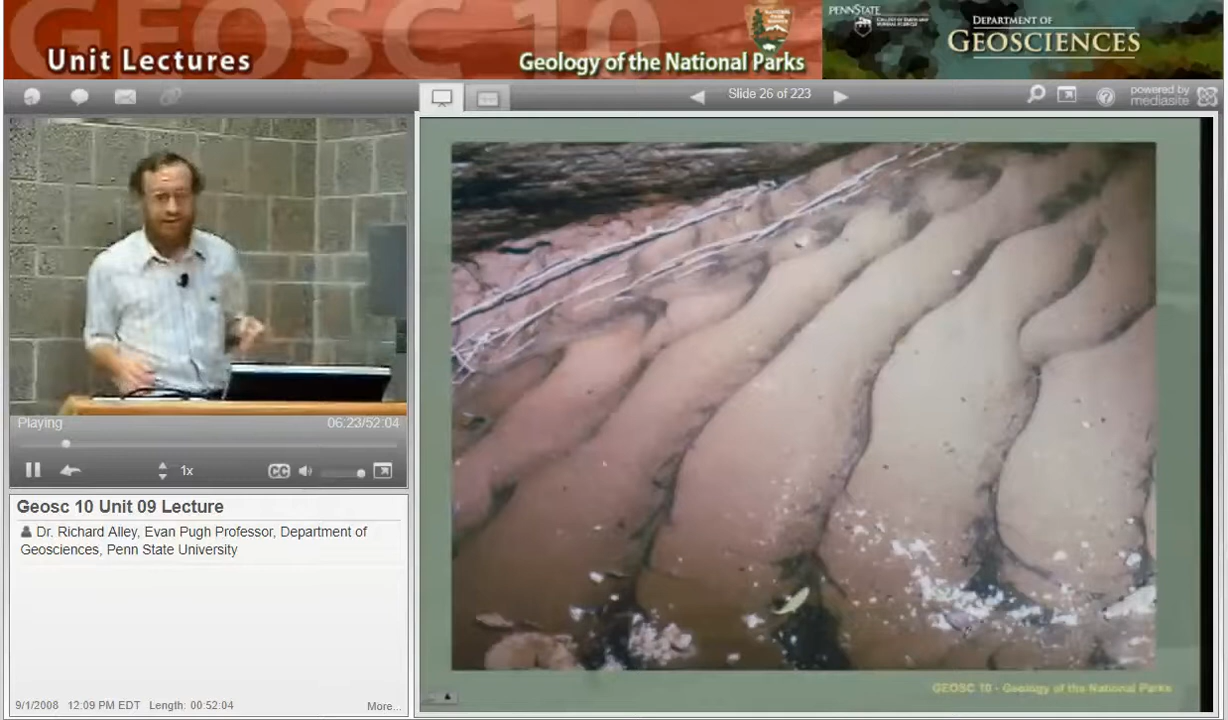 GEOSC 10
Unit Lectures
Geology of the National Parks
PENNSTATE
DEPARTMENT OF
GEOSCIENCES
Slide 26 of 223
powered by
mediasite
Playing
06:23/52:04
1x
CC
Geosc 10 Unit 09 Lecture
Dr. Richard Alley, Evan Pugh Professor, Department of
Geosciences, Penn State University
9/1/2008 12:09 PM EDT Length: 00:52:04
More...
GEOSC 10 - Geology of the National Parks